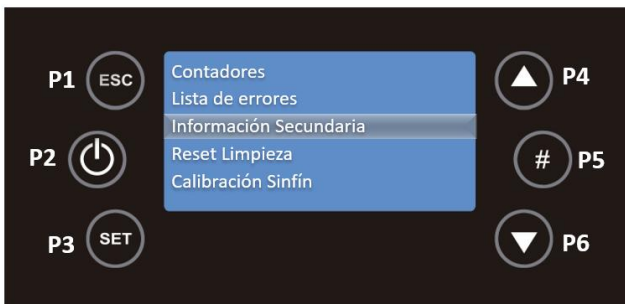 P1 ESC
Contadores
P4
Lista de errores
Información Secundaria
P2
Reset Limpieza
# P5
Calibración Sinfín
P3 SET
P6